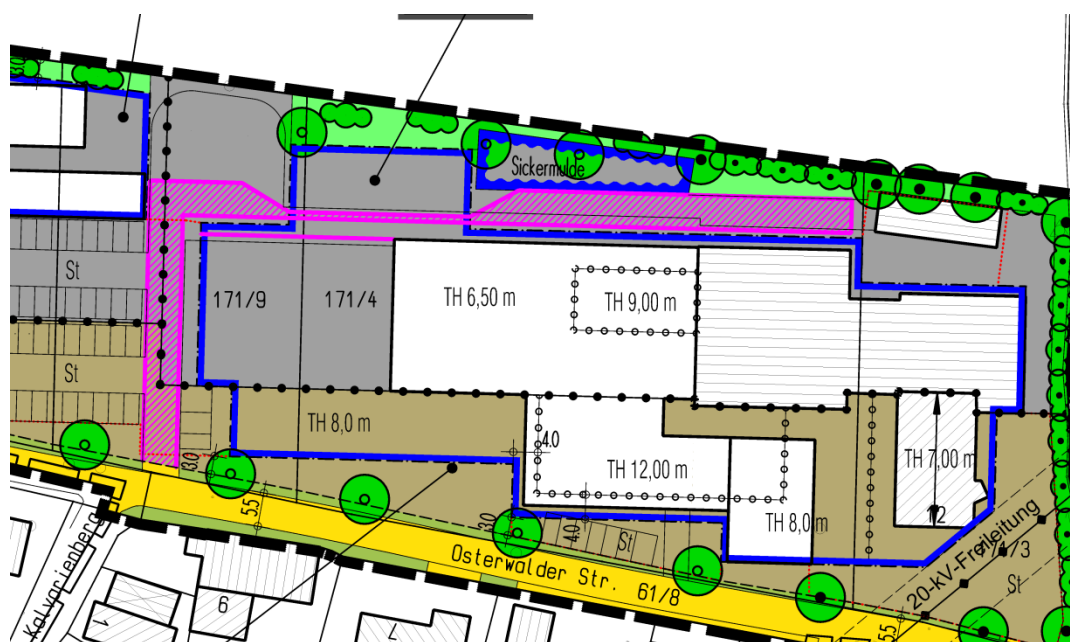 Sickermulde
St
171/9
171/4
TH 6,50 m
TH 9,00 m
St
TH 8,0 m
4.0
TH 12,00 m
TH 7,00 m
12
3.0
5.5
3.0
4.0
St
TH 8,0 m
20-kV-Freileitung
St
Osterwalder Str. 61/8
5.5
Kalvarienberg
1
9
7